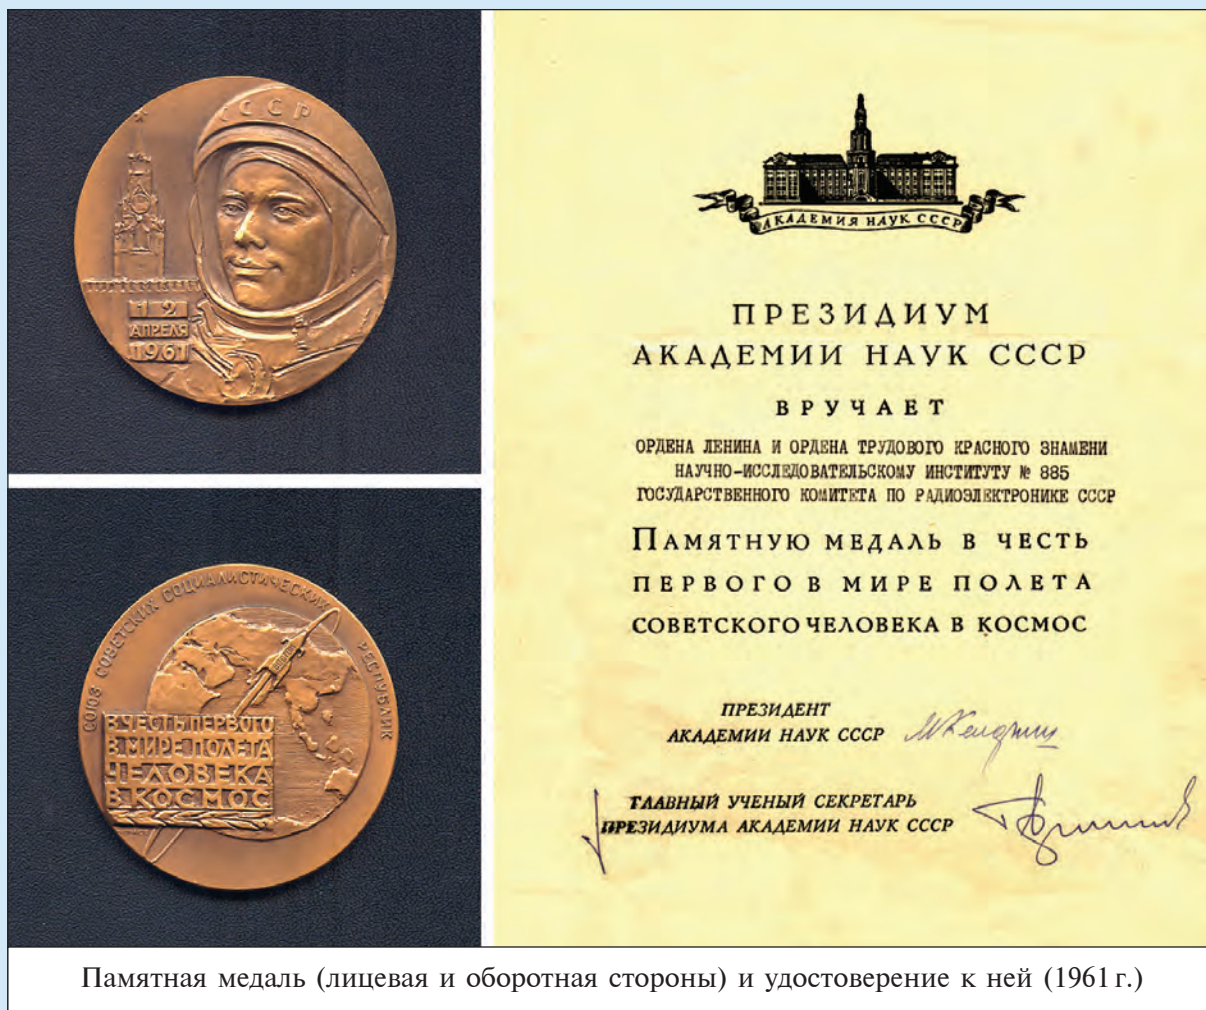 СССР
12
АПРЕЛЯ
1961
СОЮЗ СОВЕТСКИХ СОЦИАЛИСТИЧЕСКИХ РЕСПУБЛИК
В ЧЕСТЬ ПЕРВОГО
В МИРЕ ПОЛЕТА
ЧЕЛОВЕКА
В КОСМОС
АКАДЕМИЯ НАУК СССР
ПРЕЗИДИУМ
АКАДЕМИИ НАУК СССР
ВРУЧАЕТ
ОРДЕНА ЛЕНИНА И ОРДЕНА ТРУДОВОГО КРАСНОГО ЗНАМЕНИ
НАУЧНО-ИССЛЕДОВАТЕЛЬСКОМУ ИНСТИТУТУ № 885
ГОСУДАРСТВЕННОГО КОМИТЕТА ПО РАДИОЭЛЕКТРОНИКЕ СССР
ПАМЯТНУЮ МЕДАЛЬ В ЧЕСТЬ
ПЕРВОГО В МИРЕ ПОЛЕТА
СОВЕТСКОГО ЧЕЛОВЕКА В КОСМОС
ПРЕЗИДЕНТ
АКАДЕМИИ НАУК СССР
ГЛАВНЫЙ УЧЕНЫЙ СЕКРЕТАРЬ
ПРЕЗИДИУМА АКАДЕМИИ НАУК СССР
Памятная медаль (лицевая и оборотная стороны) и удостоверение к ней (1961 г.)